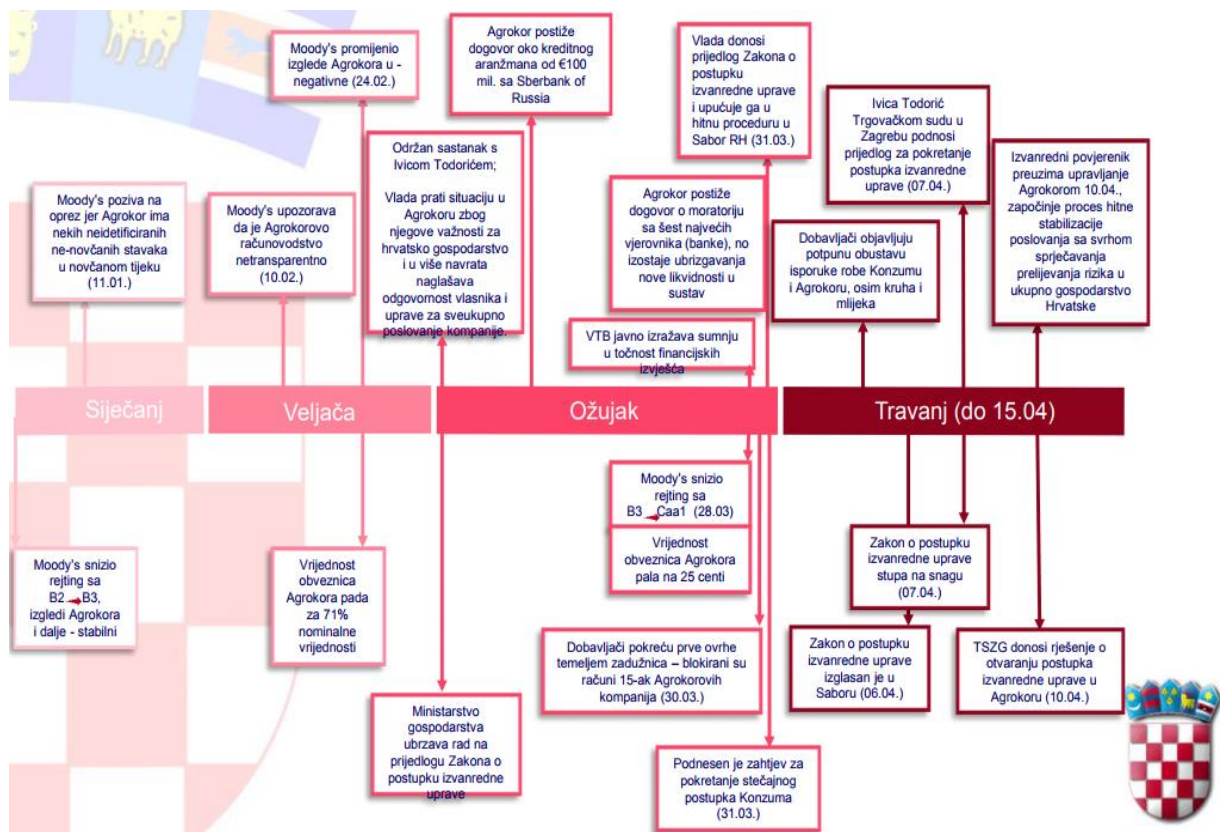 Moody's promijenio
izglede Agrokora u -
negativne (24.02.)
Agrokor postiže
dogovor oko kreditnog
aranžmana od €100
mil. sa Sberbank of
Russia
Vlada donosi
prijedlog Zakona o
postupku
izvanredne uprave
i upućuje ga u
hitnu proceduru u
Sabor RH (31.03.)
Ivica Todorić
Trgovačkom sudu u
Zagrebu podnosi
prijedlog za pokretanje
postupka izvanredne
uprave (07.04.)
Izvanredni povjerenik
preuzima upravljanje
Agrokorom 10.04.,
započinje proces hitne
stabilizacije
poslovanja sa svrhom
sprječavanja
prelijevanja rizika u
ukupno gospodarstvo
Hrvatske
Održan sastanak s
Ivicom Todorićem;
Vlada prati situaciju u
Agrokoru zbog
njegove važnosti za
hrvatsko gospodarstvo
i u više navrata
naglašava
odgovornost vlasnika i
uprave za sveukupno
poslovanje kompanije.
Moody's poziva na
oprez jer Agrokor ima
nekih neidetificiranih
ne-novčanih stavaka
u novčanom tijeku
(11.01.)
Moody's upozorava
da je Agrokorovo
računovodstvo
netransparentno
(10.02.)
Agrokor postiže
dogovor o moratoriju
sa šest najvećih
vjerovnika (banke), no
izostaje ubrizgavanja
nove likvidnosti u
sustav
Dobavljači objavljuju
potpunu obustavu
isporuke robe Konzumu
i Agrokoru, osim kruha i
mlijeka
VTB javno izražava sumnju
u točnost financijskih
izvješća
Siječanj
Veljača
Ožujak
Travanj (do 15.04)
Moody's snizio
rejting sa
B2 B3,
izgledi Agrokora
i dalje - stabilni
Vrijednost
obveznica
Agrokora pada
za 71%
nominalne
vrijednosti
Moody's snizio
rejting sa
B3 Caa1 (28.03)
Vrijednost
obveznica Agrokora
pala na 25 centi
Zakon o postupku
izvanredne uprave
stupa na snagu
(07.04.)
Dobavljači pokreću prve ovrhe
temeljem zadužnica – blokirani su
računi 15-ak Agrokorovih
kompanija (30.03.)
Zakon o postupku
izvanredne uprave
izglasan je u
Saboru (06.04.)
TSZG donosi rješenje o
otvaranju postupka
izvanredne uprave u
Agrokoru (10.04.)
Ministarstvo
gospodarstva
ubrzava rad na
prijedlogu Zakona o
postupku izvanredne
uprave
Podnesen je zahtjev za
pokretanje stečajnog
postupka Konzuma
(31.03.)